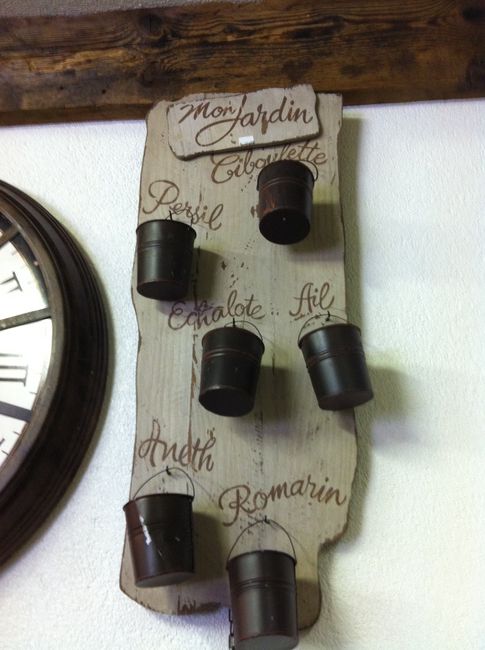 Mon Jardin
Ciboulette
Persil
Echalote
Ail
Aneth
Romarin